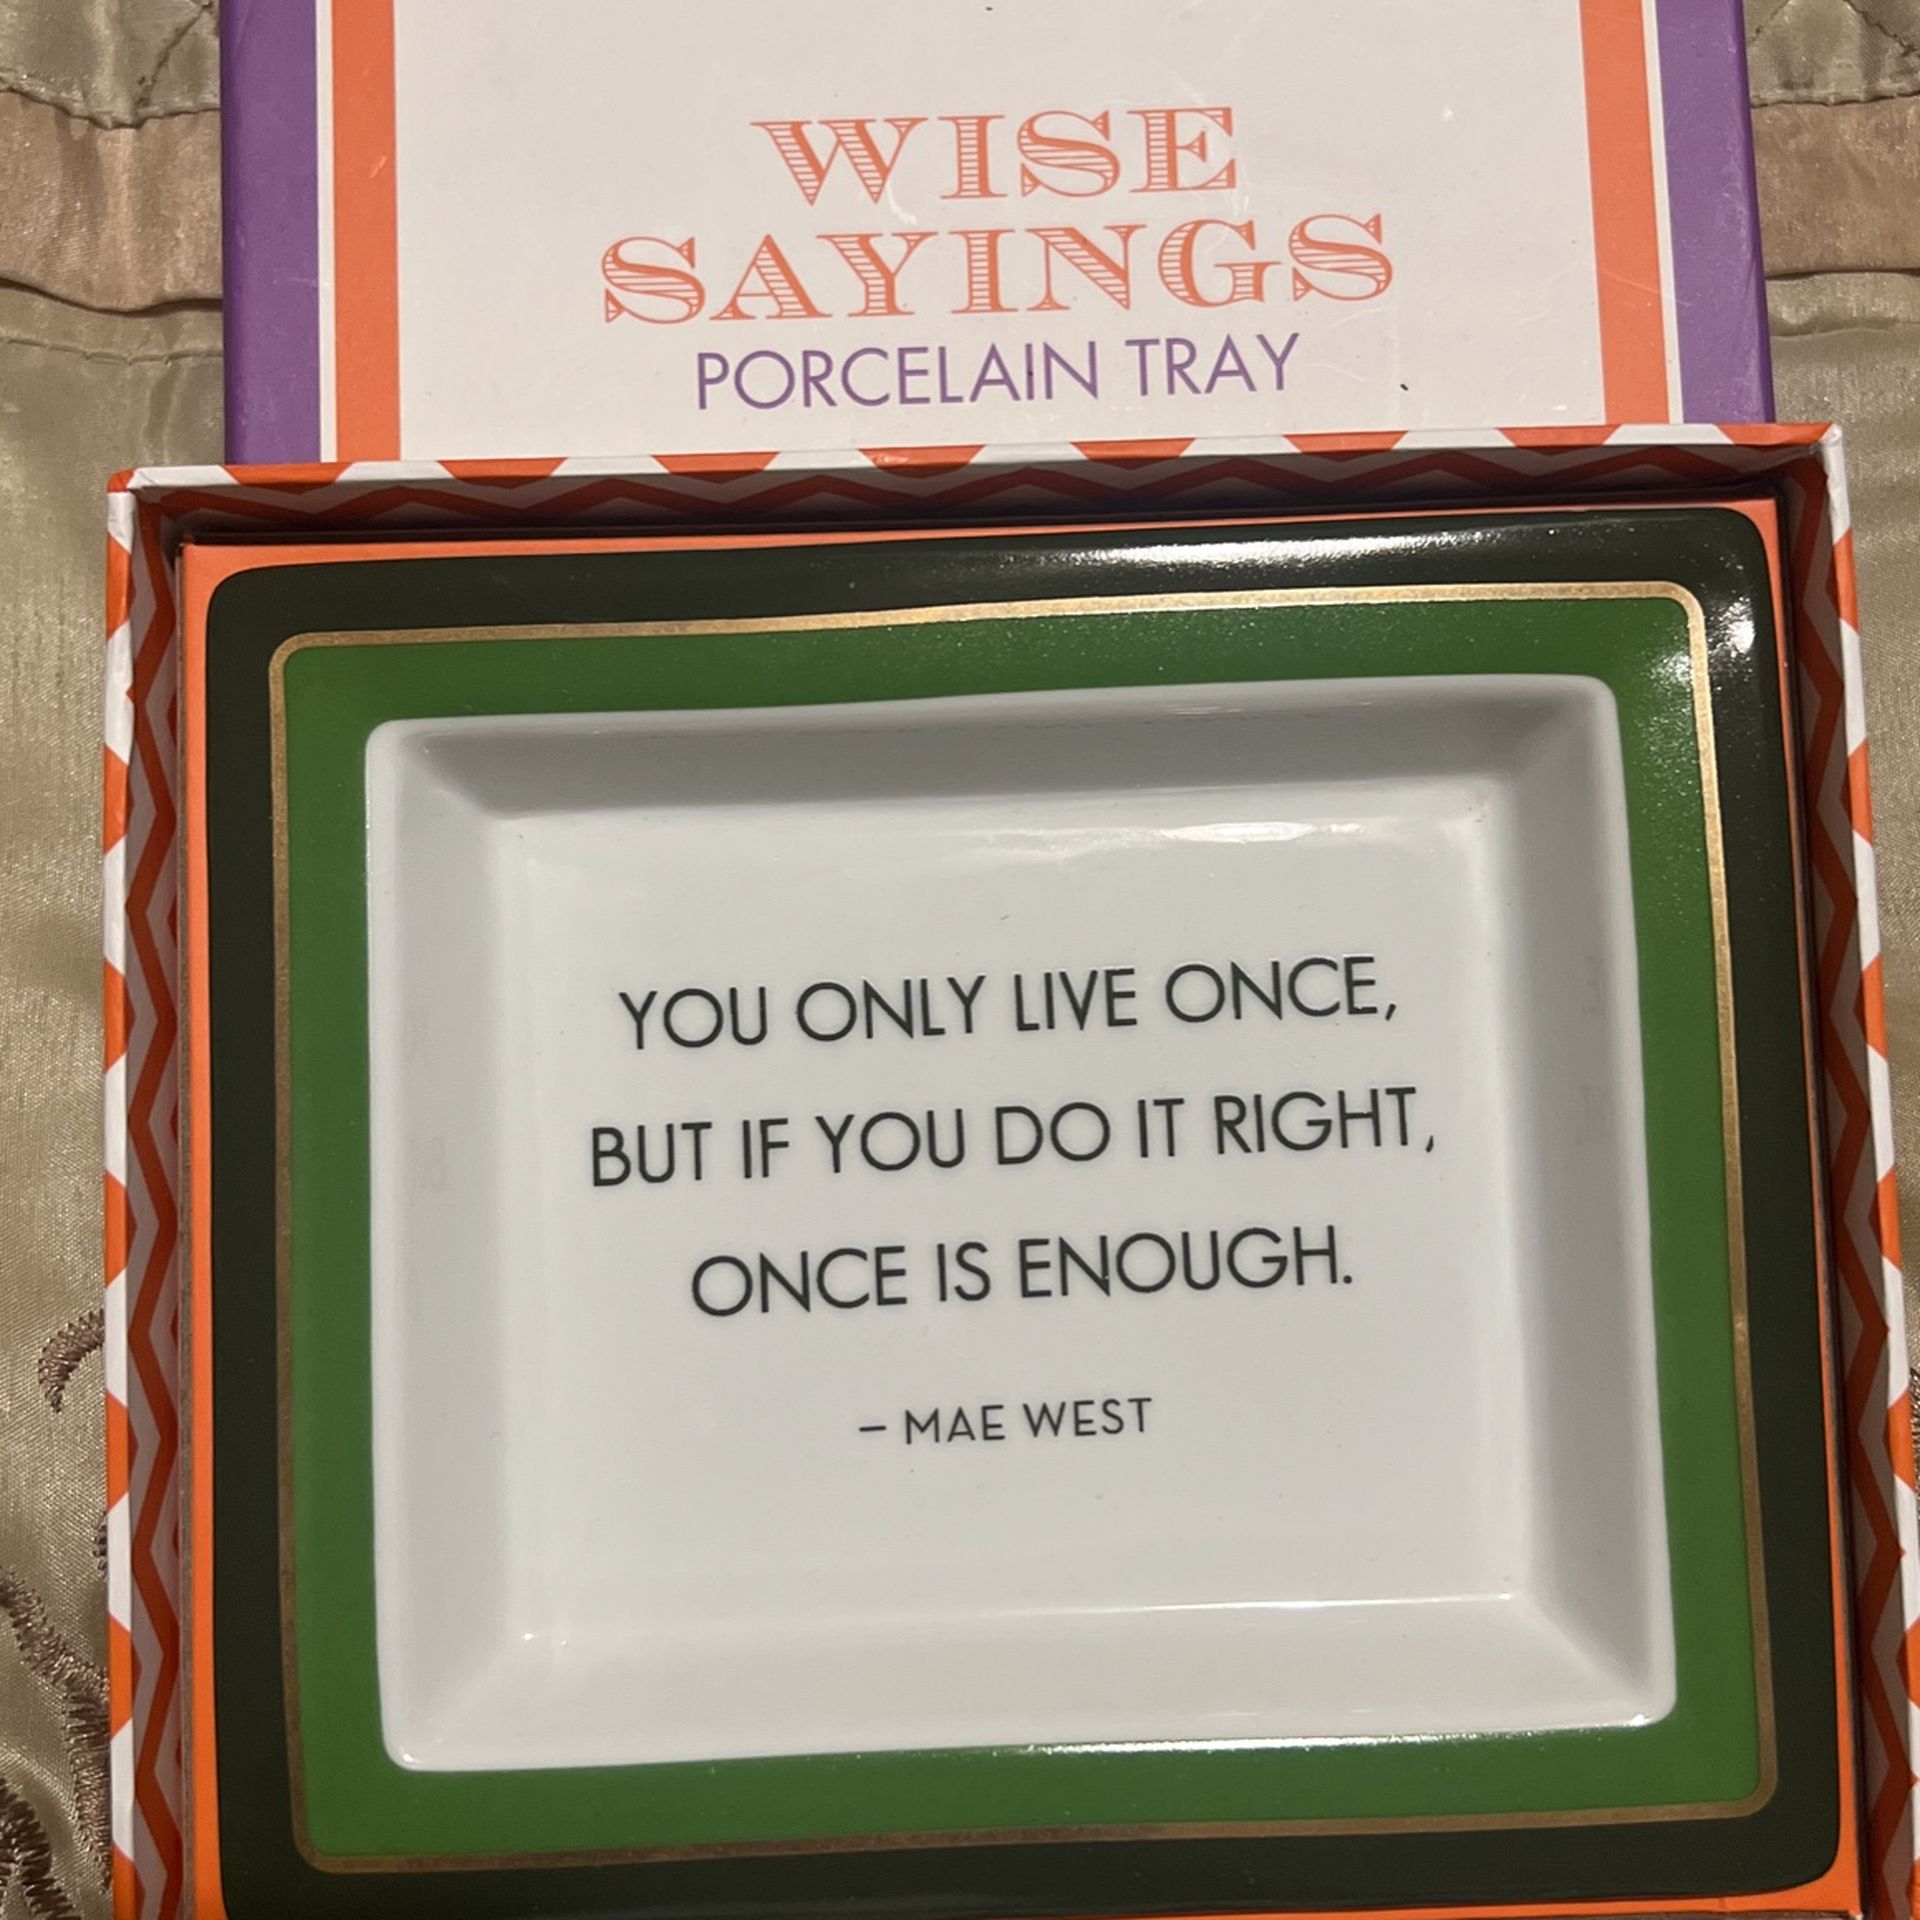 WISE
SAYINGS
PORCELAIN TRAY
YOU ONLY LIVE ONCE,
BUT IF YOU DO IT RIGHT,
ONCE IS ENOUGH.
– MAE WEST